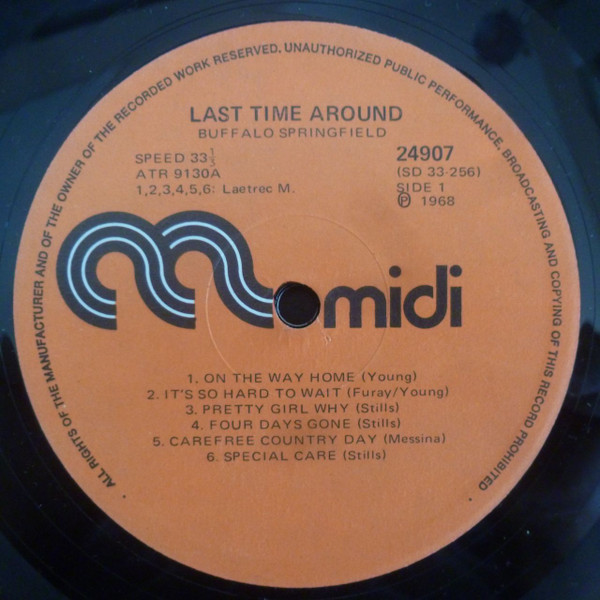 ALL RIGHTS OF THE MANUFACTURER AND OF THE OWNER OF THE RECORDED WORK RESERVED. UNAUTHORIZED PUBLIC PERFORMANCE, BROADCASTING AND COPYING OF THIS RECORD PROHIBITED
LAST TIME AROUND
BUFFALO SPRINGFIELD
SPEED 33⅓
ATR 9130A
1,2,3,4,5,6: Laetrec M.
24907
(SD 33-256)
SIDE 1
℗ 1968
midi
1. ON THE WAY HOME (Young)
2. IT'S SO HARD TO WAIT (Furay/Young)
3. PRETTY GIRL WHY (Stills)
4. FOUR DAYS GONE (Stills)
5. CAREFREE COUNTRY DAY (Messina)
6. SPECIAL CARE (Stills)